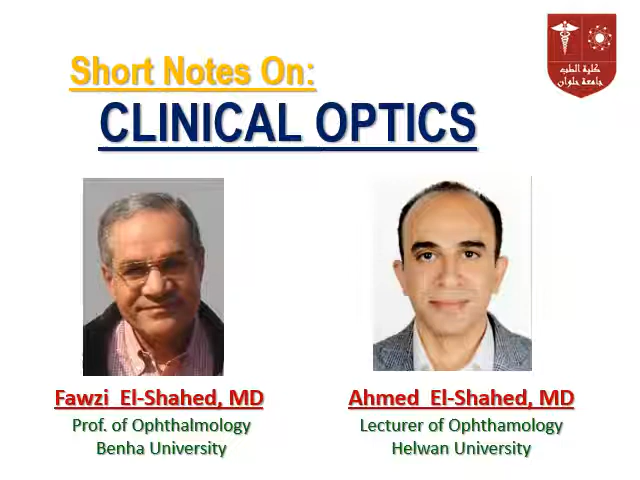 كلية الطب
جامعة حلوان
Short Notes On:
CLINICAL OPTICS
Fawzi El-Shahed, MD
Prof. of Ophthalmology
Benha University
Ahmed El-Shahed, MD
Lecturer of Ophthamology
Helwan University